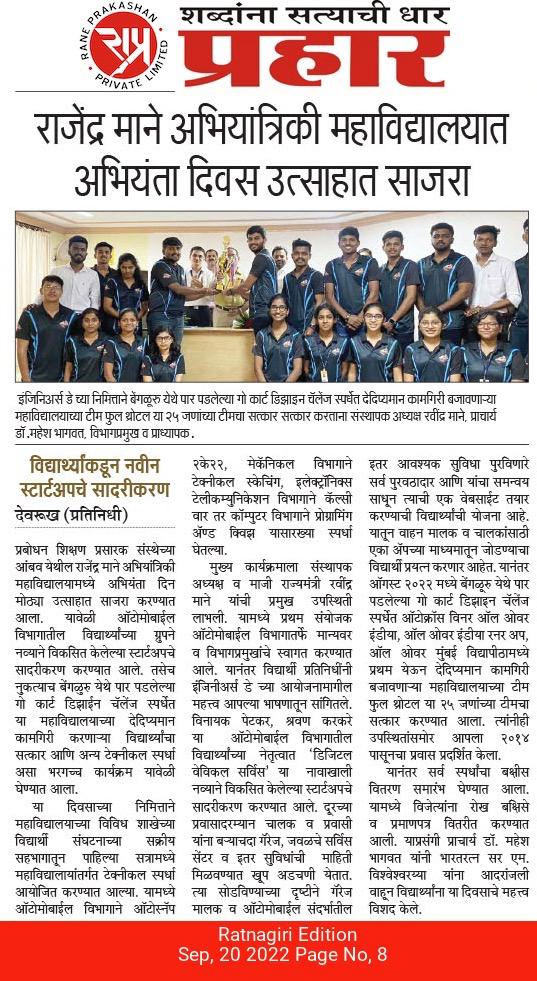 RANE PRAKASHAN
PRIVATE LIMITED
राप्र
शब्दांना सत्याची धार
प्रहार
राजेंद्र माने अभियांत्रिकी महाविद्यालयात
अभियंता दिवस उत्साहात साजरा
इंजिनिअर्स डे च्या निमित्ताने बेंगळूरु येथे पार पडलेल्या गो कार्ट डिझाइन चॅलेंज स्पर्धेत देदिप्यमान कामगिरी बजावणाऱ्या
महाविद्यालयाच्या टीम फुल थ्रोटल या २५ जणांच्या टीमचा सत्कार सत्कार करताना संस्थापक अध्यक्ष रवींद्र माने, प्राचार्य
डॉ.महेश भागवत, विभागप्रमुख व प्राध्यापक.
विद्यार्थ्यांकडून नवीन
स्टार्टअपचे सादरीकरण
देवरूख (प्रतिनिधी)
प्रबोधन शिक्षण प्रसारक संस्थेच्या
आंबव येथील राजेंद्र माने अभियांत्रिकी
महाविद्यालयामध्ये अभियंता दिन
मोठ्या उत्साहात साजरा करण्यात
आला. यावेळी ऑटोमोबाईल
विभागातील विद्यार्थ्यांच्या ग्रुपने
नव्याने विकसित केलेल्या स्टार्टअपचे
सादरीकरण करण्यात आले. तसेच
नुकत्याच बेंगळुरु येथे पार पडलेल्या
गो कार्ट डिझाईन चॅलेंज स्पर्धेत
या महाविद्यालयाच्या देदिप्यमान
कामगिरी करणाऱ्या विद्यार्थ्यांचा
सत्कार आणि अन्य टेक्नीकल स्पर्धा
असा भरगच्च कार्यक्रम यावेळी
घेण्यात आला.
या दिवसाच्या निमित्ताने
महाविद्यालयाच्या विविध शाखेच्या
विद्यार्थी संघटनाच्या सक्रीय
सहभागातून पाहिल्या सत्रामध्ये
महाविद्यालायांतर्गत टेक्नीकल स्पर्धा
आयोजित करण्यात आल्या. यामध्ये
ऑटोमोबाईल विभागाने ऑटोस्नॅप
२के२२, मेकॅनिकल विभागाने
टेक्नीकल स्केचिंग, इलेक्ट्रॉनिक्स
टेलीकम्युनिकेशन विभागाने कॅल्सी
वार तर कॉम्पुटर विभागाने प्रोग्रामिंग
अ‍ॅण्ड क्विझ यासारख्या स्पर्धा
घेतल्या.
मुख्य कार्यक्रमाला संस्थापक
अध्यक्ष व माजी राज्यमंत्री रवींद्र
माने यांची प्रमुख उपस्थिती
लाभली. यामध्ये प्रथम संयोजक
ऑटोमोबाईल विभागातर्फे मान्यवर
व विभागप्रमुखांचे स्वागत करण्यात
आले. यानंतर विद्यार्थी प्रतिनिधींनी
इंजीनिअर्स डे च्या आयोजनामागील
महत्त्व आपल्या भाषणातून सांगितले.
विनायक पेटकर, श्रवण करकरे
या ऑटोमोबाईल विभागातील
विद्यार्थ्यांच्या नेतृत्वात ‘डिजिटल
वेविकल सर्विस’ या नावाखाली
नव्याने विकसित केलेल्या स्टार्टअपचे
सादरीकरण करण्यात आले. दूरच्या
प्रवासादरम्यान चालक व प्रवासी
यांना बऱ्याचदा गॅरेज, जवळचे सर्विस
सेंटर व इतर सुविधांची माहिती
मिळवण्यात खूप अडचणी येतात.
त्या सोडविण्याच्या दृष्टीने गॅरेज
मालक व ऑटोमोबाईल संदर्भातील
इतर आवश्यक सुविधा पुरविणारे
सर्व पुरवठादार आणि यांचा समन्वय
साधून त्याची एक वेबसाईट तयार
करण्याची विद्यार्थ्यांची योजना आहे.
यातून वाहन मालक व चालकांसाठी
एका अ‍ॅपच्या माध्यमातून जोडण्याचा
विद्यार्थी प्रयत्न करणार आहेत. यानंतर
ऑगस्ट २०२२ मध्ये बेंगळूरु येथे पार
पडलेल्या गो कार्ट डिझाइन चॅलेंज
स्पर्धेत ऑटोक्रॉस विनर ऑल ओवर
इंडीया, ऑल ओवर इंडीया रनर अप,
ऑल ओवर मुंबई विद्यापीठामध्ये
प्रथम येऊन देदिप्यमान कामगिरी
बजावणाऱ्या महाविद्यालयाच्या टीम
फुल थ्रोटल या २५ जणांच्या टीमचा
सत्कार करण्यात आला. त्यांनीही
उपस्थितांसमोर आपला २०१४
पासूनचा प्रवास प्रदर्शित केला.
यानंतर सर्व स्पर्धांचा बक्षीस
वितरण समारंभ घेण्यात आला.
यामध्ये विजेत्यांना रोख बक्षिसे
व प्रमाणपत्र वितरीत करण्यात
आली. याप्रसंगी प्राचार्य डॉ. महेश
भागवत यांनी भारतरत्न सर एम.
विश्वेश्वरय्या यांना आदरांजली
वाहून विद्यार्थ्यांना या दिवसाचे महत्त्व
विशद केले.
Ratnagiri Edition
Sep, 20 2022 Page No, 8